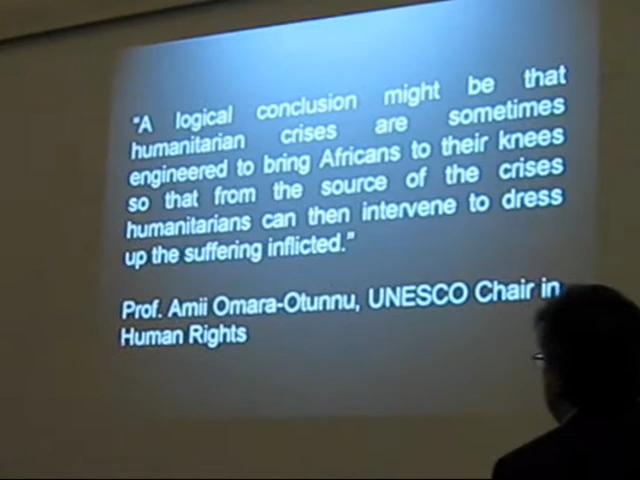 "A logical conclusion might be that
humanitarian crises are sometimes
engineered to bring Africans to their knees
so that from the source of the crises
humanitarians can then intervene to dress
up the suffering inflicted."
Prof. Amii Omara-Otunnu, UNESCO Chair in
Human Rights